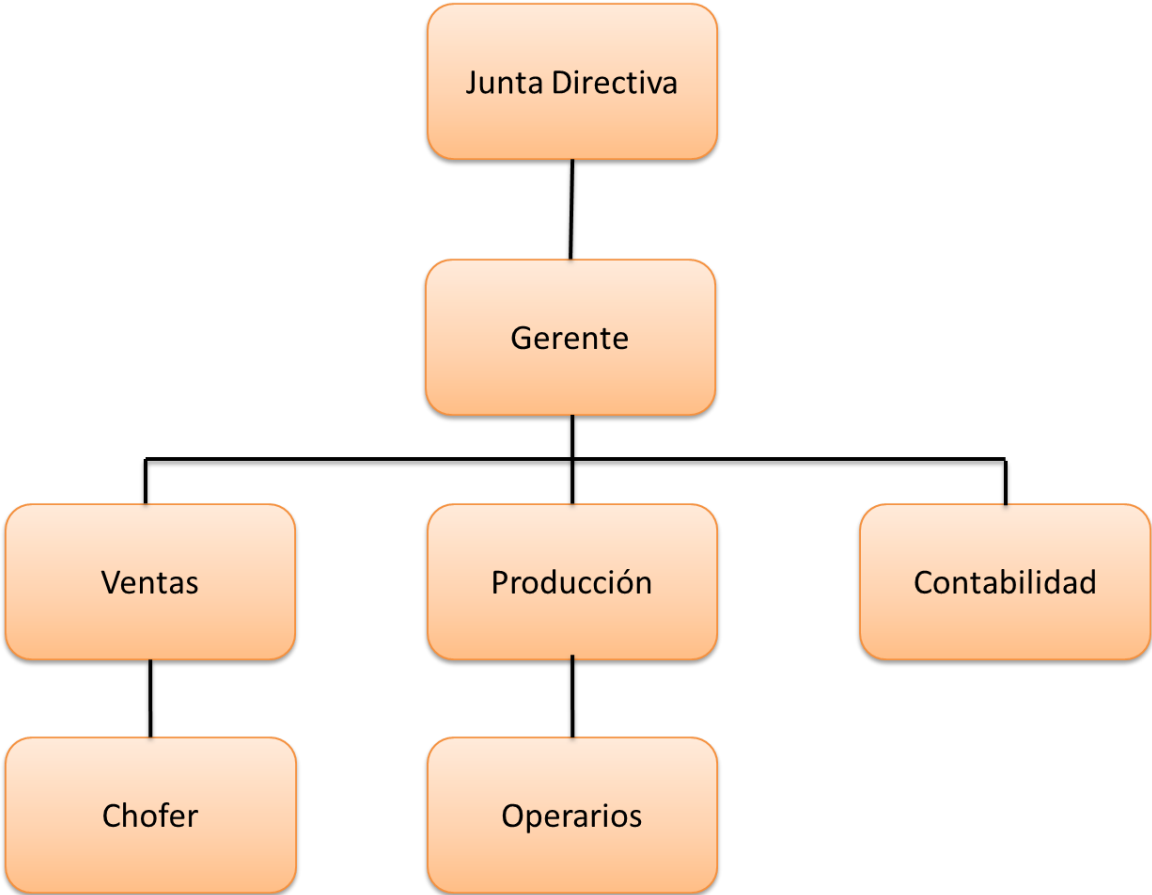 Junta Directiva
Gerente
Ventas
Producción
Contabilidad
Chofer
Operarios